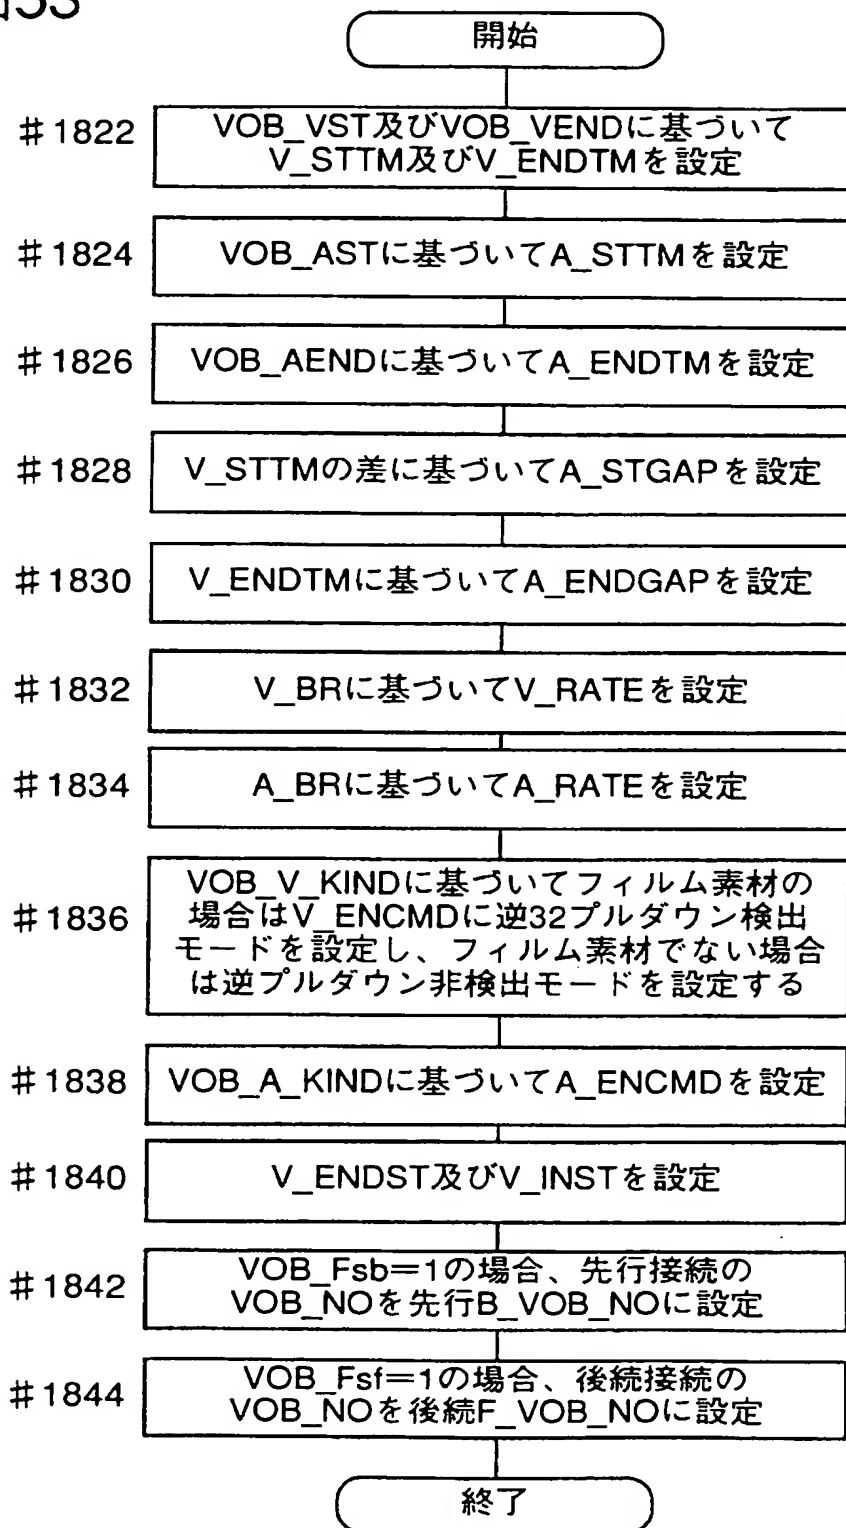 開始
#1822
VOB_VST及びVOB_VENDに基づいて
V_STTM及びV_ENDTMを設定
#1824
VOB_ASTに基づいてA_STTMを設定
#1826
VOB_AENDに基づいてA_ENDTMを設定
#1828
V_STTMの差に基づいてA_STGAPを設定
#1830
V_ENDTMに基づいてA_ENDGAPを設定
#1832
V_BRに基づいてV_RATEを設定
#1834
A_BRに基づいてA_RATEを設定
#1836
VOB_V_KINDに基づいてフィルム素材の
場合はV_ENCMDに逆32プルダウン検出
モードを設定し、フィルム素材でない場合
は逆プルダウン非検出モードを設定する
#1838
VOB_A_KINDに基づいてA_ENCMDを設定
#1840
V_ENDST及びV_INSTを設定
#1842
VOB_Fsb=1の場合、先行接続の
VOB_NOを先行B_VOB_NOに設定
#1844
VOB_Fsf=1の場合、後続接続の
VOB_NOを後続F_VOB_NOに設定
終了